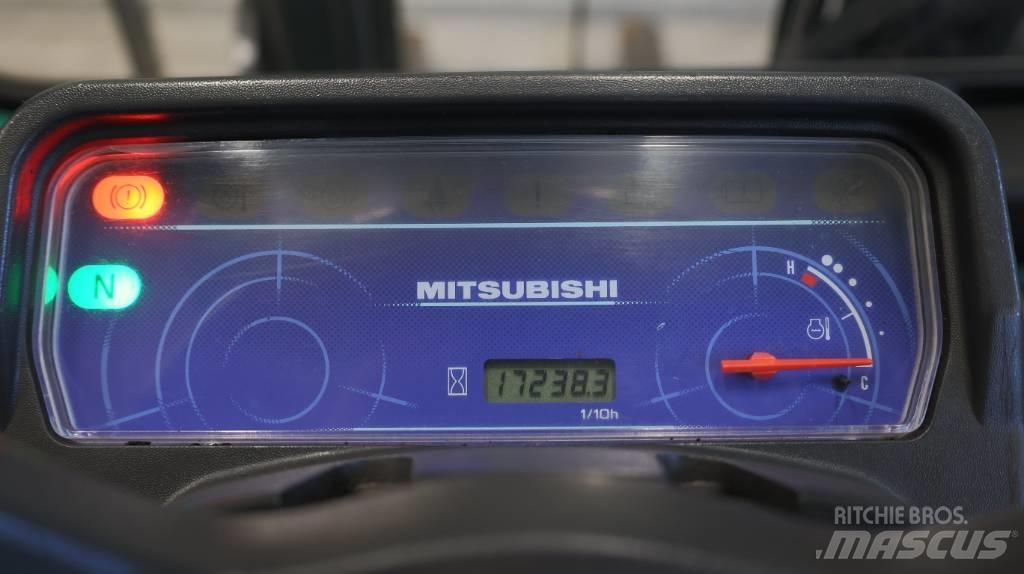 N
MITSUBISHI
H
17238.3
C
1/10h
RITCHIE BROS.
MASCUS